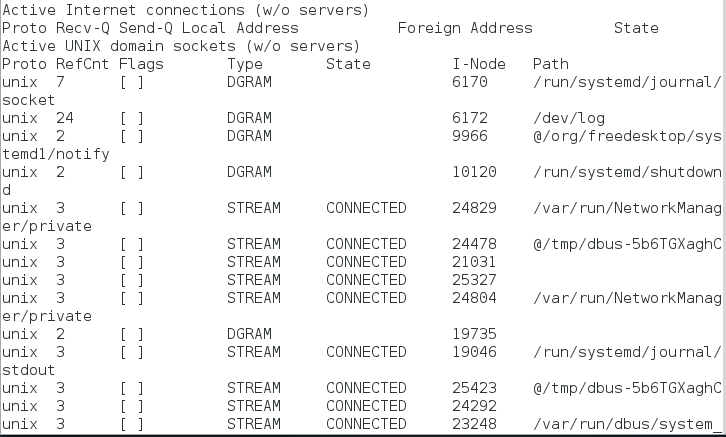 Active Internet connections (w/o servers)
Proto Recv-Q Send-Q Local Address           Foreign Address         State
Active UNIX domain sockets (w/o servers)
Proto RefCnt Flags       Type       State         I-Node   Path
unix  7      [ ]         DGRAM                    6170     /run/systemd/journal/
socket
unix  24     [ ]         DGRAM                    6172     /dev/log
unix  2      [ ]         DGRAM                    9966     @/org/freedesktop/sys
temd1/notify
unix  2      [ ]         DGRAM                    10120    /run/systemd/shutdown
d
unix  3      [ ]         STREAM     CONNECTED     24829    /var/run/NetworkManag
er/private
unix  3      [ ]         STREAM     CONNECTED     24478    @/tmp/dbus-5b6TGXaghC
unix  3      [ ]         STREAM     CONNECTED     21031
unix  3      [ ]         STREAM     CONNECTED     25327
unix  3      [ ]         STREAM     CONNECTED     24804    /var/run/NetworkManag
er/private
unix  2      [ ]         DGRAM                    19735
unix  3      [ ]         STREAM     CONNECTED     19046    /run/systemd/journal/
stdout
unix  3      [ ]         STREAM     CONNECTED     25423    @/tmp/dbus-5b6TGXaghC
unix  3      [ ]         STREAM     CONNECTED     24292
unix  3      [ ]         STREAM     CONNECTED     23248    /var/run/dbus/system_